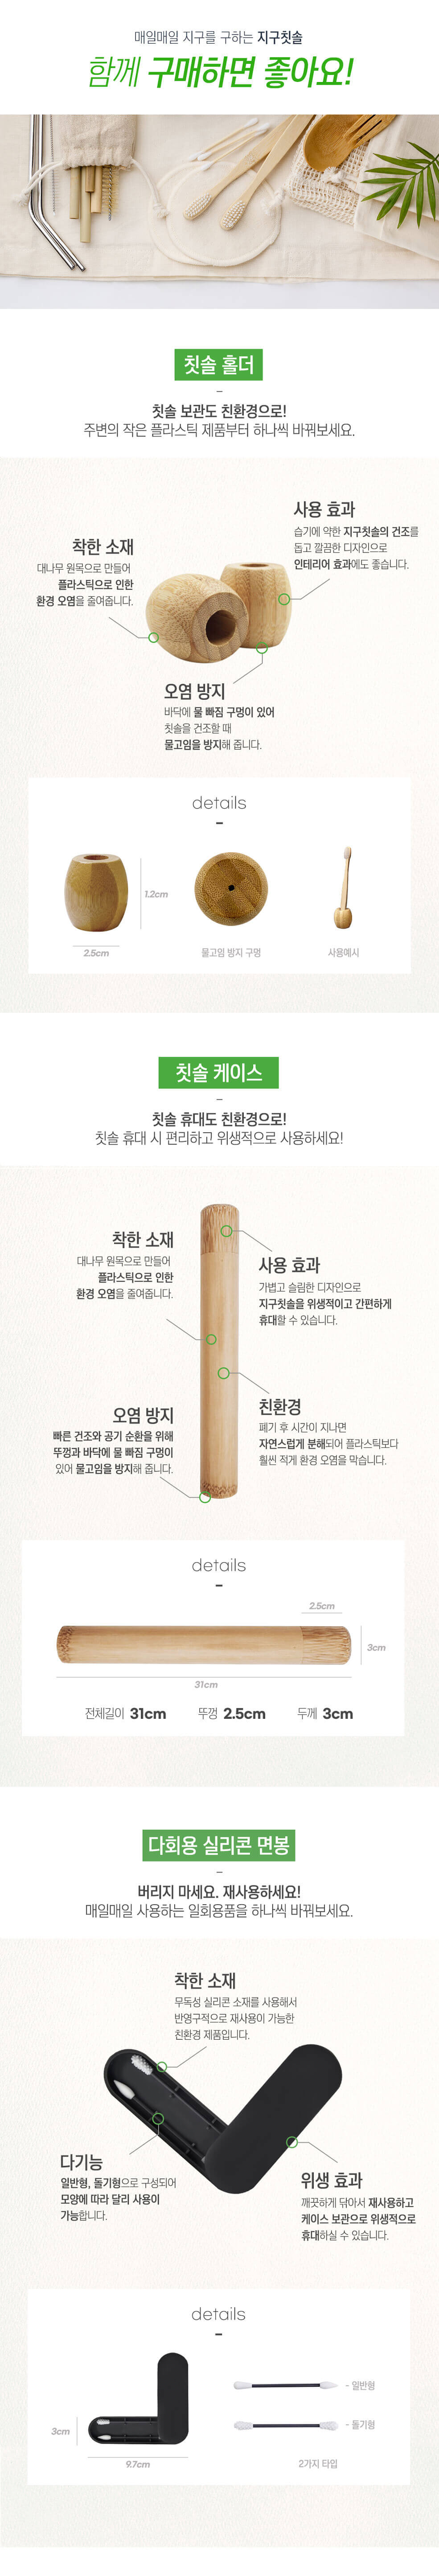 매일매일 지구를 구하는 지구칫솔
함께 구매하면 좋아요!
칫솔 홀더
칫솔 보관도 친환경으로!
주변의 작은 플라스틱 제품부터 하나씩 바꿔보세요.
사용 효과
습기에 약한 지구칫솔의 건조를
돕고 깔끔한 디자인으로
인테리어 효과에도 좋습니다.
착한 소재
대나무 원목으로 만들어
플라스틱으로 인한
환경 오염을 줄여줍니다.
오염 방지
바닥에 물 빠짐 구멍이 있어
칫솔을 건조할 때
물고임을 방지해 줍니다.
details
1.2cm
2.5cm
물고임 방지 구멍
사용예시
칫솔 케이스
칫솔 휴대도 친환경으로!
칫솔 휴대 시 편리하고 위생적으로 사용하세요!
착한 소재
대나무 원목으로 만들어
플라스틱으로 인한
환경 오염을 줄여줍니다.
사용 효과
가볍고 슬림한 디자인으로
지구칫솔을 위생적이고 간편하게
휴대할 수 있습니다.
친환경
폐기 후 시간이 지나면
자연스럽게 분해되어 플라스틱보다
훨씬 적게 환경 오염을 막습니다.
오염 방지
빠른 건조와 공기 순환을 위해
뚜껑과 바닥에 물 빠짐 구멍이
있어 물고임을 방지해 줍니다.
details
2.5cm
3cm
31cm
전체길이 31cm 뚜껑 2.5cm 두께 3cm
다회용 실리콘 면봉
버리지 마세요. 재사용하세요!
매일매일 사용하는 일회용품을 하나씩 바꿔보세요.
착한 소재
무독성 실리콘 소재를 사용해서
반영구적으로 재사용이 가능한
친환경 제품입니다.
다기능
일반형, 돌기형으로 구성되어
모양에 따라 달리 사용이
가능합니다.
위생 효과
깨끗하게 닦아서 재사용하고
케이스 보관으로 위생적으로
휴대하실 수 있습니다.
details
3cm
9.7cm
- 일반형
- 돌기형
2가지 타입